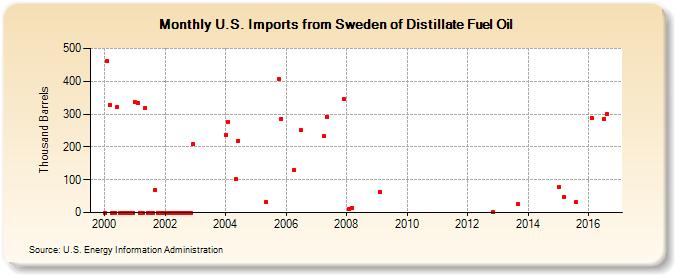 Monthly U.S. Imports from Sweden of Distillate Fuel Oil
Thousand Barrels
500
400
300
200
100
0
2000 2002 2004 2006 2008 2010 2012 2014 2016
Source: U.S. Energy Information Administration